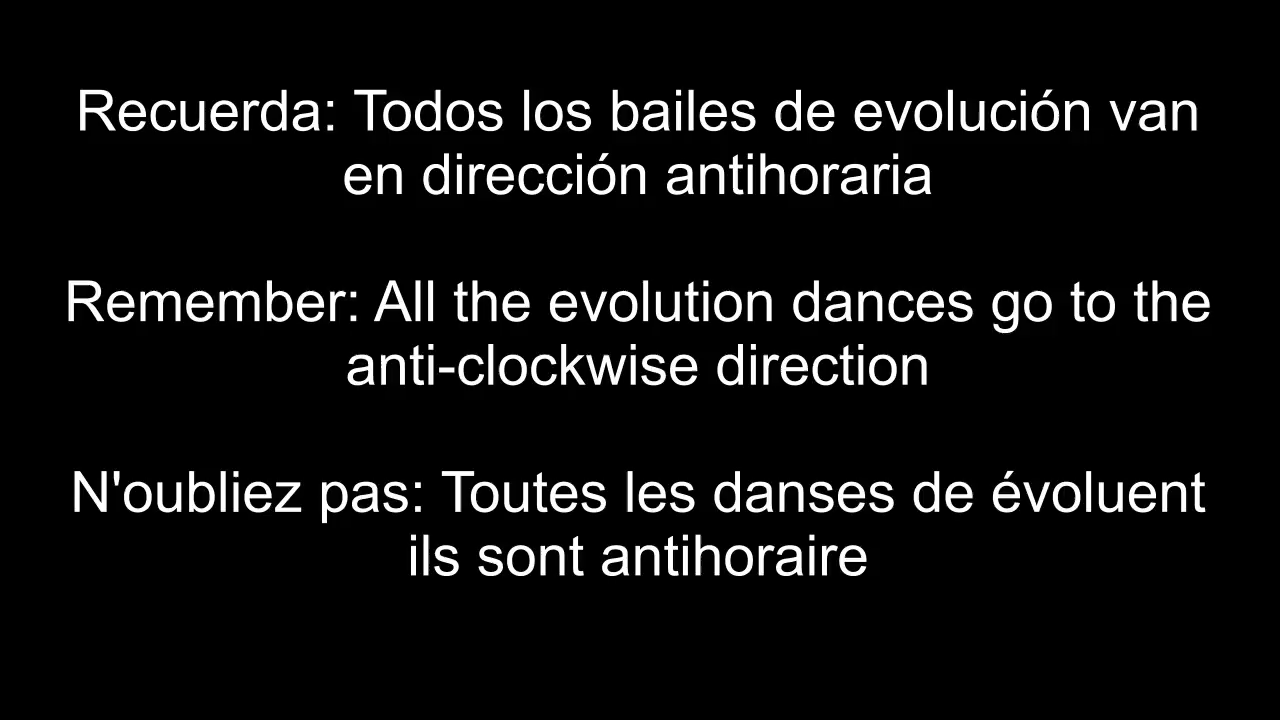 Recuerda: Todos los bailes de evolución van
en dirección antihoraria
Remember: All the evolution dances go to the
anti-clockwise direction
N'oubliez pas: Toutes les danses de évoluent
ils sont antihoraire